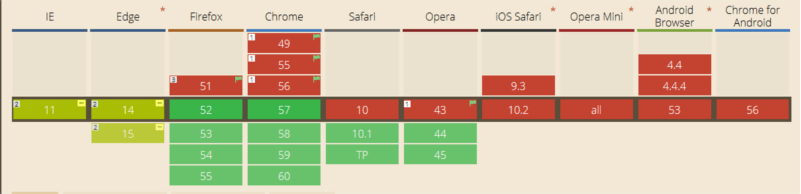 IE Edge * Firefox Chrome Safari Opera iOS Safari * Opera Mini * Android Browser * Chrome for Android
1 49
1 55 4.4
3 51 1 56 9.3 4.4.4
2 11 2 14 52 57 10 1 43 10.2 all 53 56
2 15 53 58 10.1 44
54 59 TP 45
55 60